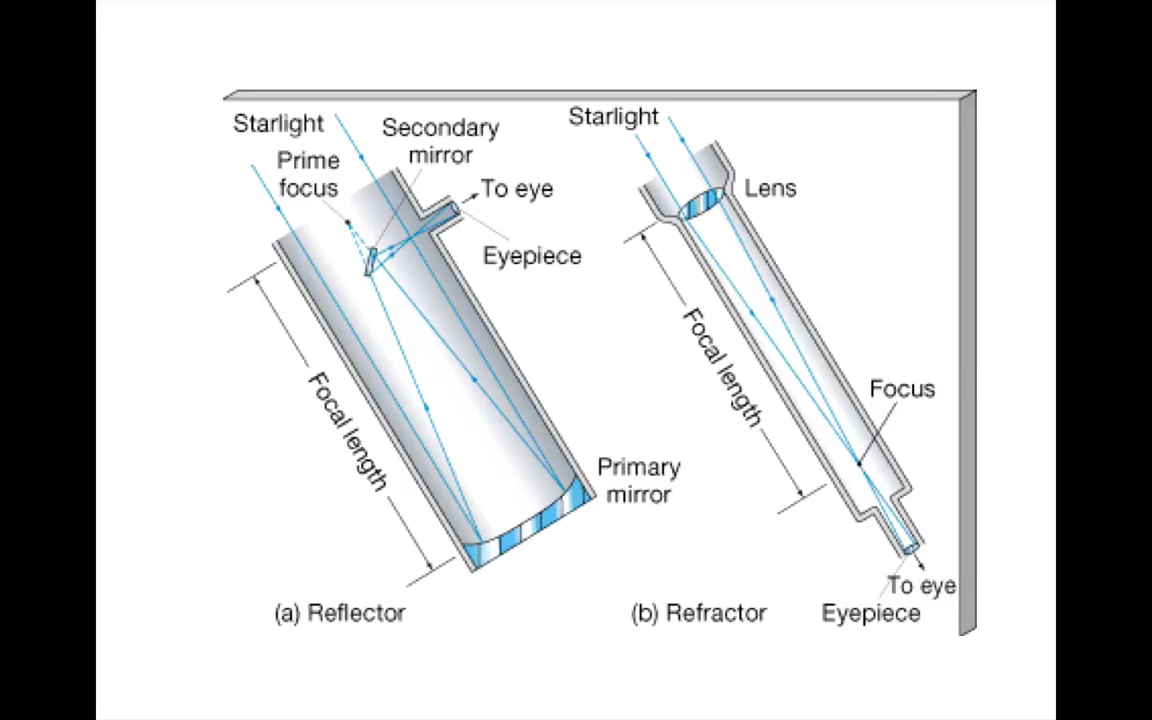 Starlight
Prime
focus
Secondary
mirror
To eye
Eyepiece
Focal length
Primary
mirror
(a) Reflector
Starlight
Lens
Focal length
Focus
To eye
Eyepiece
(b) Refractor